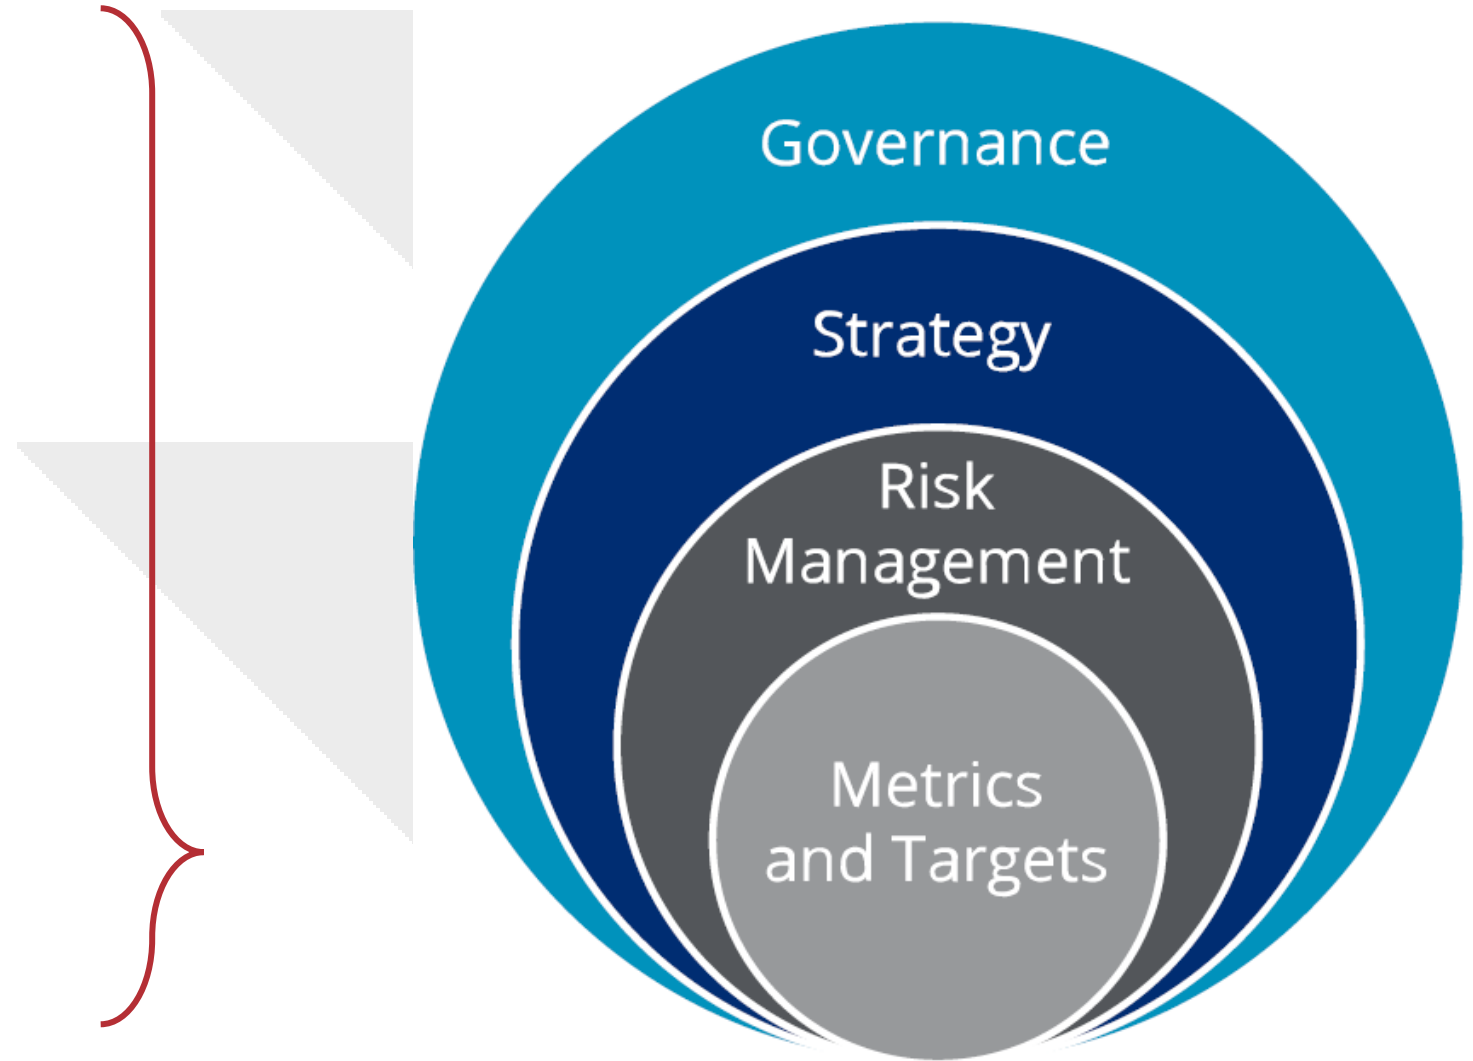 Governance
Strategy
Risk
Management
Metrics
and Targets